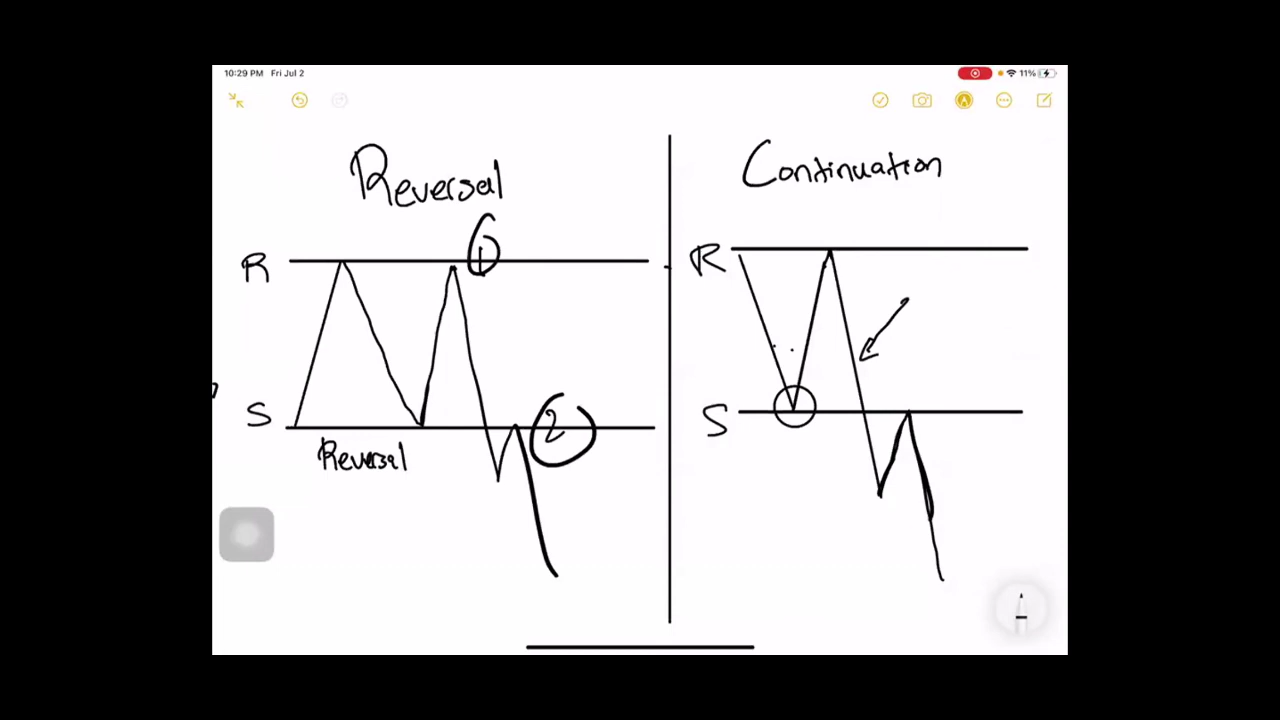 10:29 PM Fri Jul 2
11%
Reversal
Continuation
1
R
R
S
2
S
Reversal